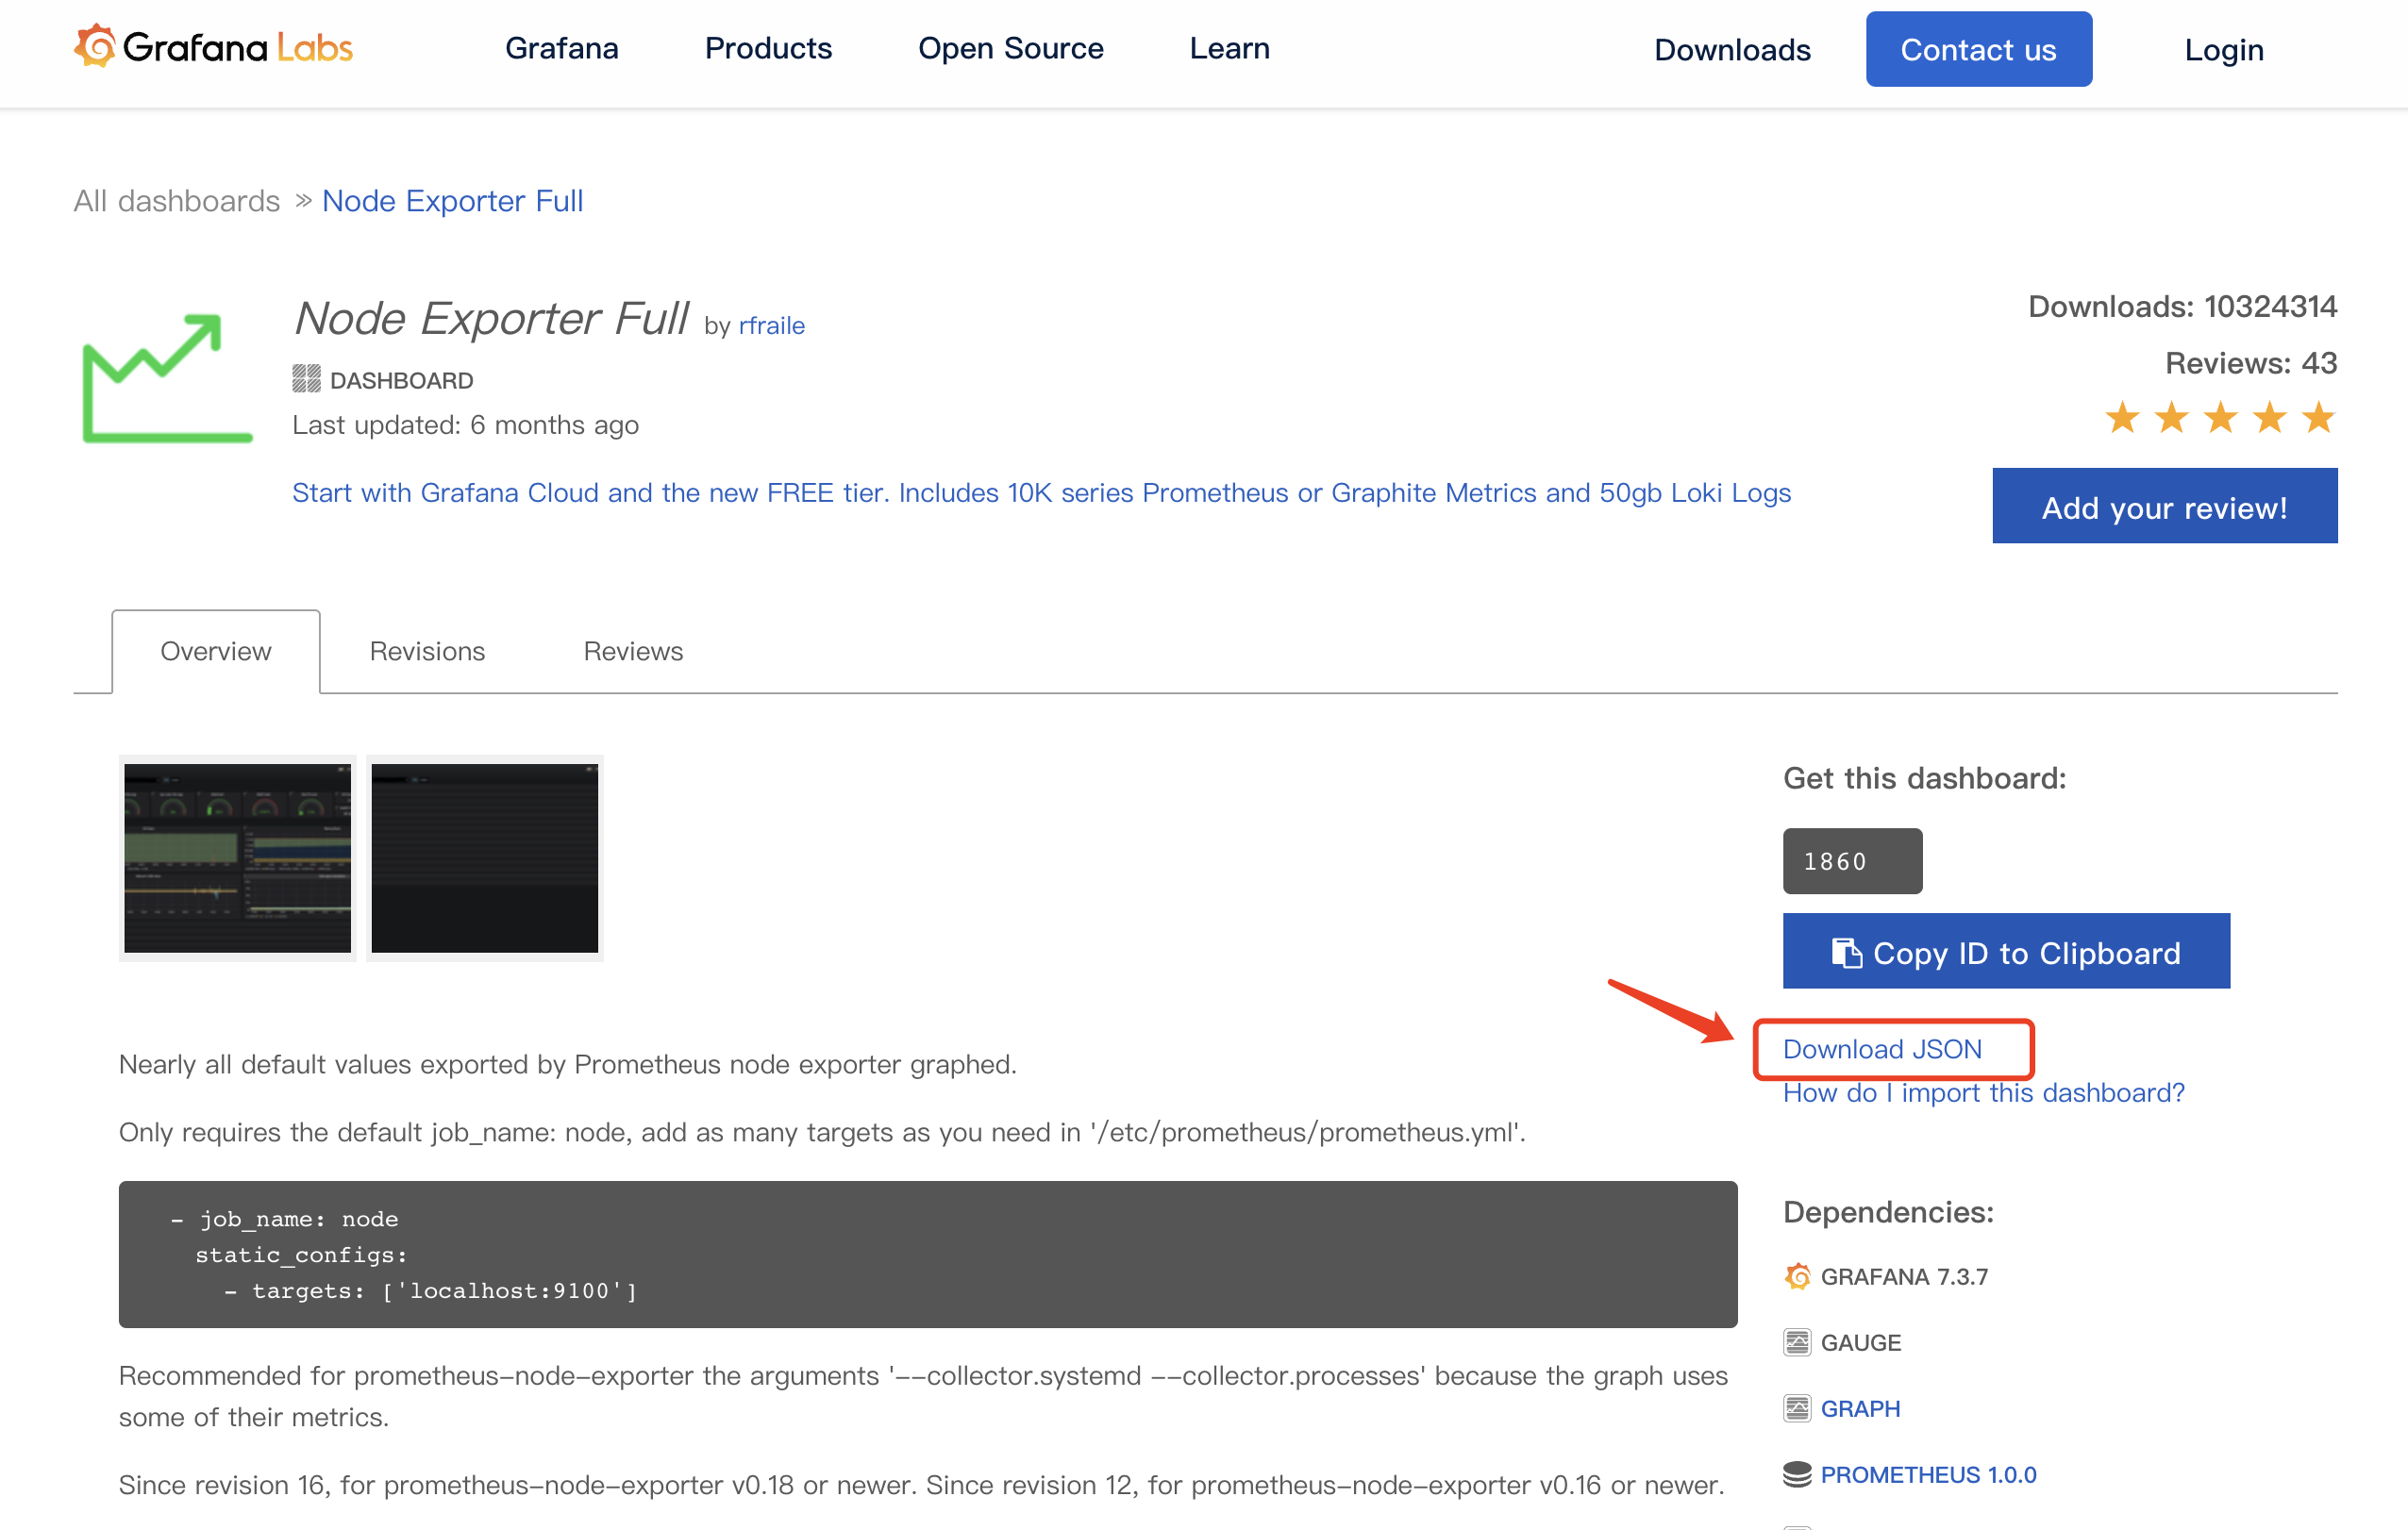 Grafana Labs
Grafana
Products
Open Source
Learn
Downloads
Contact us
Login
All dashboards » Node Exporter Full
Node Exporter Full by rfraile
DASHBOARD
Last updated: 6 months ago
Start with Grafana Cloud and the new FREE tier. Includes 10K series Prometheus or Graphite Metrics and 50gb Loki Logs
Downloads: 10324314
Reviews: 43
Add your review!
Overview
Revisions
Reviews
Nearly all default values exported by Prometheus node exporter graphed.
Only requires the default job_name: node, add as many targets as you need in '/etc/prometheus/prometheus.yml'.
- job_name: node
static_configs:
- targets: ['localhost:9100']
Recommended for prometheus-node-exporter the arguments '--collector.systemd --collector.processes' because the graph uses
some of their metrics.
Since revision 16, for prometheus-node-exporter v0.18 or newer. Since revision 12, for prometheus-node-exporter v0.16 or newer.
Get this dashboard:
1860
Copy ID to Clipboard
Download JSON
How do I import this dashboard?
Dependencies:
GRAFANA 7.3.7
GAUGE
GRAPH
PROMETHEUS 1.0.0